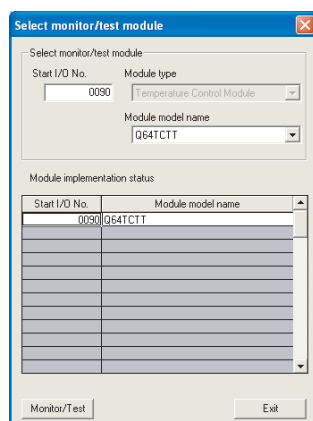 Select monitor/test module
Select monitor/test module
Start I/O No.
Module type
0090
Temperature Control Module
Module model name
Q64TCTT
Module implementation status
Start I/O No.
Module model name
0090
Q64TCTT
Monitor/Test
Exit